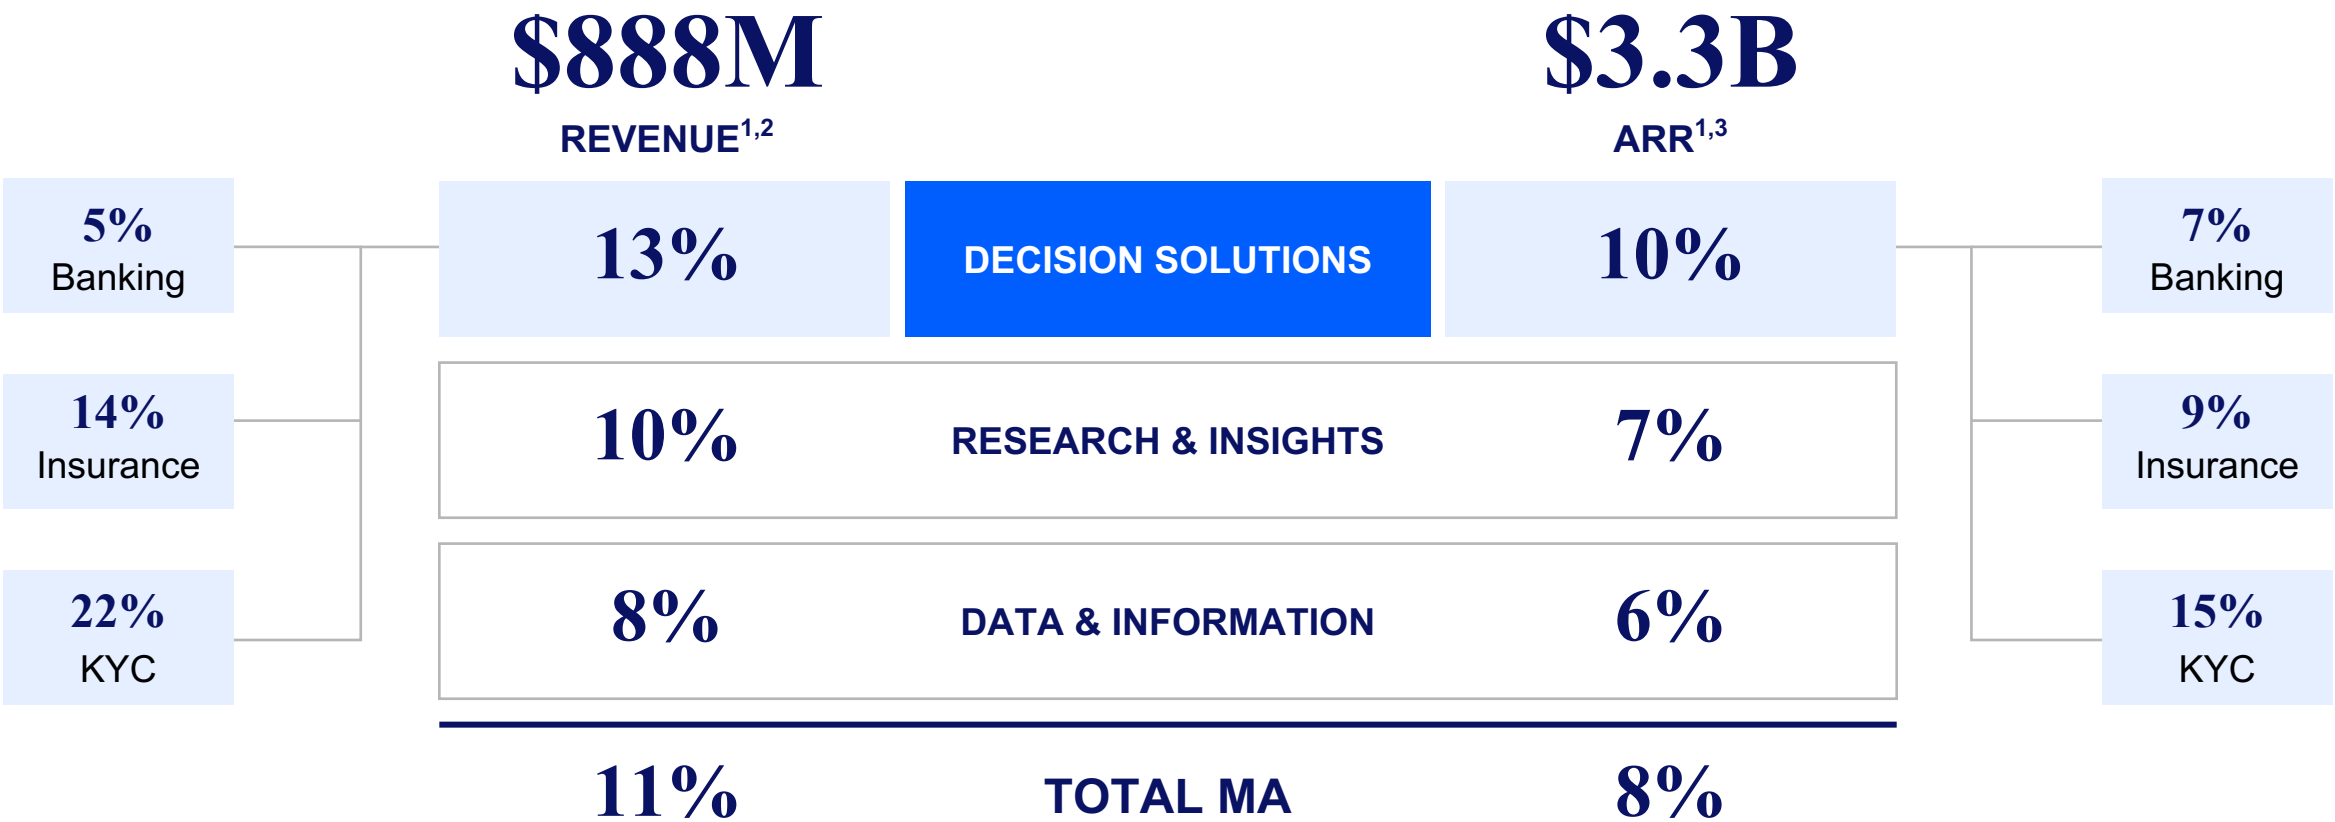 $888M
REVENUE1,2
$3.3B
ARR1,3
5%
Banking
14%
Insurance
22%
KYC
13%
DECISION SOLUTIONS
10%
10%
RESEARCH & INSIGHTS
7%
8%
DATA & INFORMATION
6%
11%
TOTAL MA
8%
7%
Banking
9%
Insurance
15%
KYC